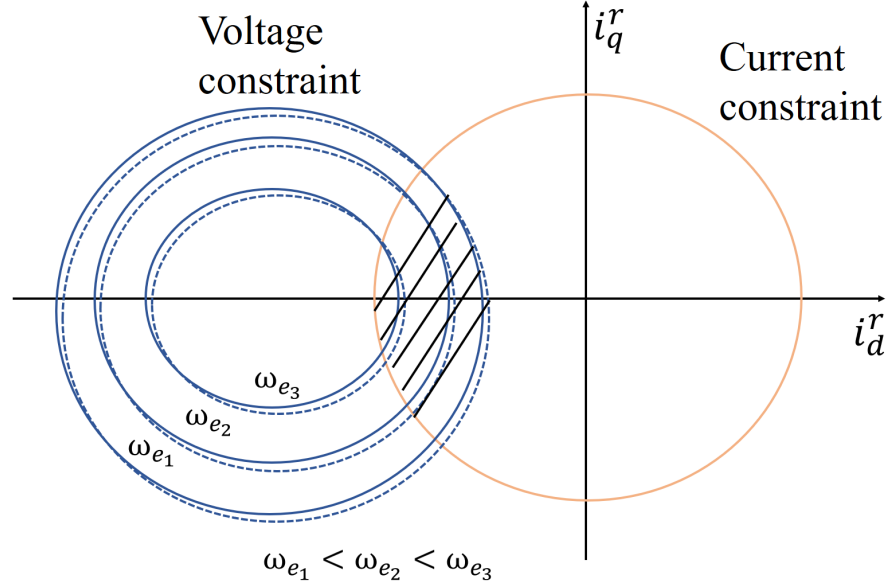 Voltage
constraint
i_q^r
Current
constraint
i_d^r
ω_{e_3}
ω_{e_2}
ω_{e_1}
ω_{e_1} < ω_{e_2} < ω_{e_3}